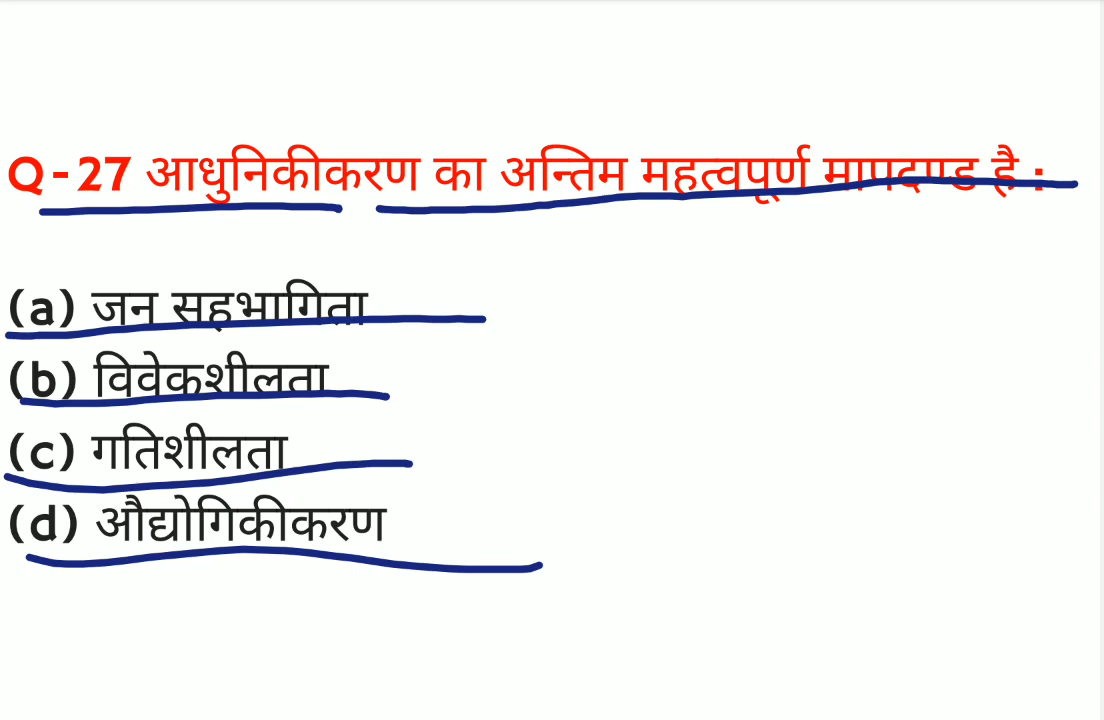 Q-27 आधुनिकीकरण का अन्तिम महत्वपूर्ण मापदण्ड है :
(a) जन सहभागिता
(b) विवेकशीलता
(c) गतिशीलता
(d) औद्योगिकीकरण